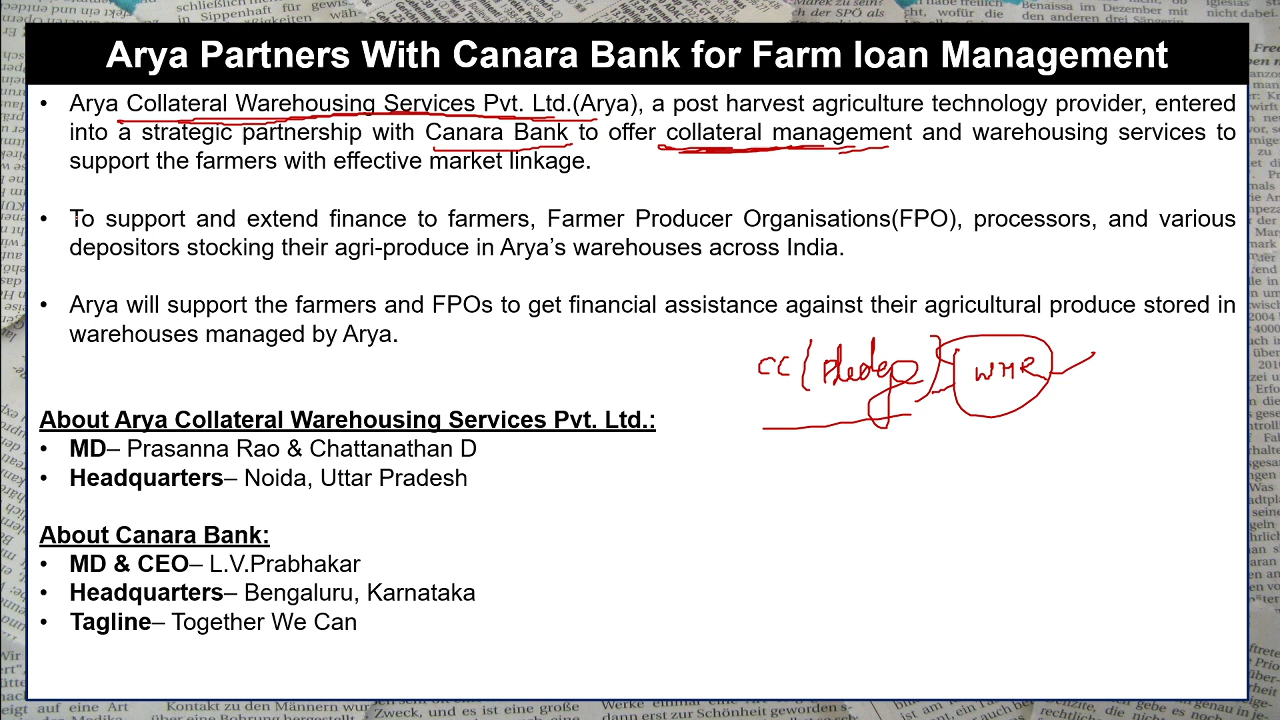 Arya Partners With Canara Bank for Farm loan Management
• Arya Collateral Warehousing Services Pvt. Ltd.(Arya), a post harvest agriculture technology provider, entered
into a strategic partnership with Canara Bank to offer collateral management and warehousing services to
support the farmers with effective market linkage.
• To support and extend finance to farmers, Farmer Producer Organisations(FPO), processors, and various
depositors stocking their agri-produce in Arya’s warehouses across India.
• Arya will support the farmers and FPOs to get financial assistance against their agricultural produce stored in
warehouses managed by Arya.
CC (Pledge) WHR
About Arya Collateral Warehousing Services Pvt. Ltd.:
• MD– Prasanna Rao & Chattanathan D
• Headquarters– Noida, Uttar Pradesh
About Canara Bank:
• MD & CEO– L.V.Prabhakar
• Headquarters– Bengaluru, Karnataka
• Tagline– Together We Can